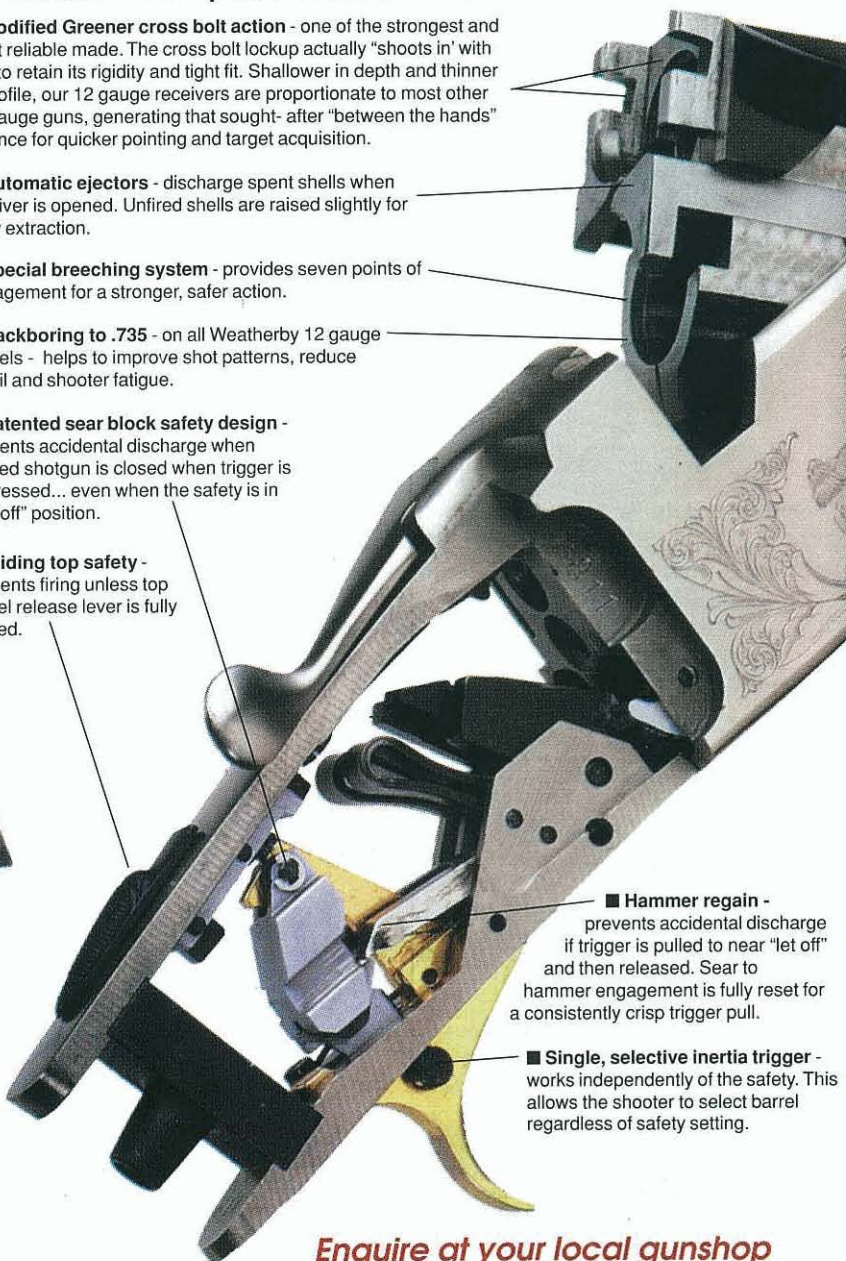 odified Greener cross bolt action - one of the strongest and
t reliable made. The cross bolt lockup actually "shoots in' with
to retain its rigidity and tight fit. Shallower in depth and thinner
ofile, our 12 gauge receivers are proportionate to most other
auge guns, generating that sought- after "between the hands"
nce for quicker pointing and target acquisition.
utomatic ejectors - discharge spent shells when
iver is opened. Unfired shells are raised slightly for
extraction.
pecial breeching system - provides seven points of
agement for a stronger, safer action.
ackboring to .735 - on all Weatherby 12 gauge
els - helps to improve shot patterns, reduce
il and shooter fatigue.
atented sear block safety design -
ents accidental discharge when
ed shotgun is closed when trigger is
ressed... even when the safety is in
off" position.
iding top safety -
ents firing unless top
el release lever is fully
ed.
■ Hammer regain -
prevents accidental discharge
if trigger is pulled to near "let off"
and then released. Sear to
hammer engagement is fully reset for
a consistently crisp trigger pull.
■ Single, selective inertia trigger -
works independently of the safety. This
allows the shooter to select barrel
regardless of safety setting.
Enquire at your local gunshop